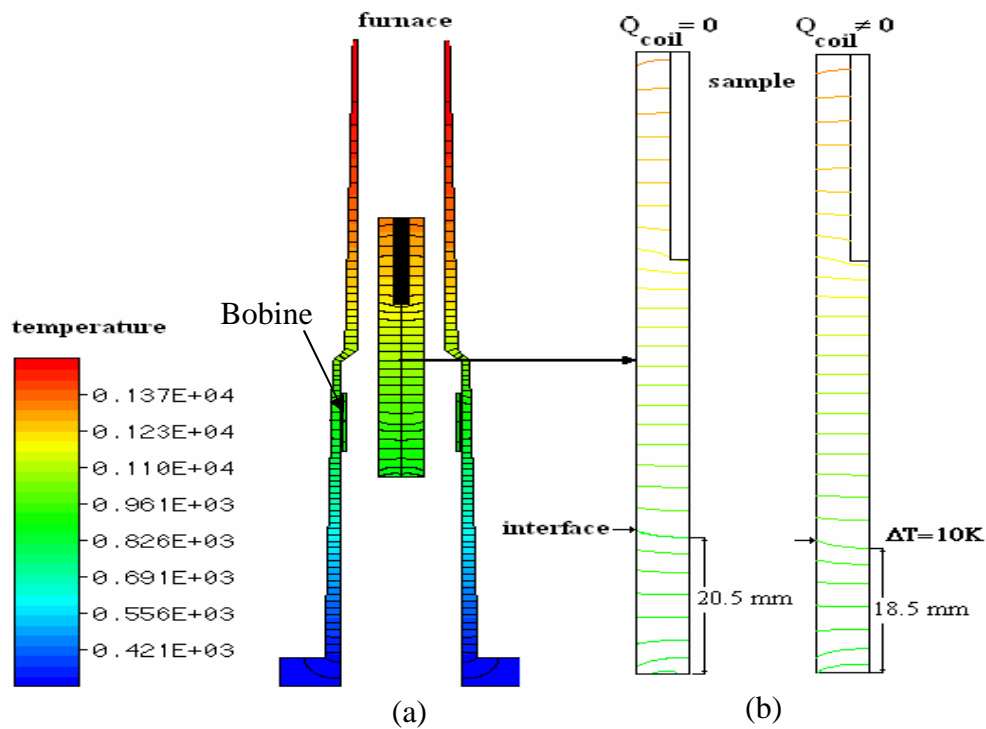 furnace
Q coil = 0
Q coil ≠ 0
sample
Bobine
temperature
0.137E+04
0.123E+04
0.110E+04
0.961E+03
0.826E+03
0.691E+03
0.556E+03
0.421E+03
interface
ΔT=10K
20.5 mm
18.5 mm
(a)
(b)